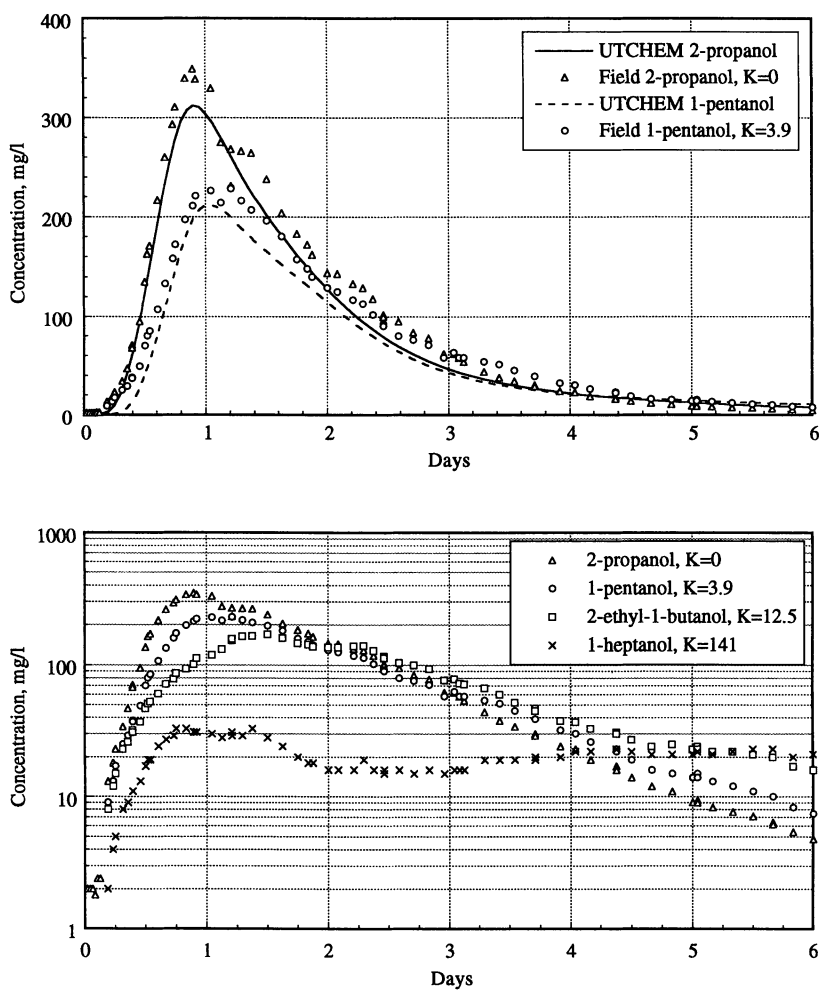 400
300
200
100
0
Concentration, mg/l
UTCHEM 2-propanol
Field 2-propanol, K=0
UTCHEM 1-pentanol
Field 1-pentanol, K=3.9
0 1 2 3 4 5 6
Days
1000
100
10
1
Concentration, mg/l
2-propanol, K=0
1-pentanol, K=3.9
2-ethyl-1-butanol, K=12.5
1-heptanol, K=141
0 1 2 3 4 5 6
Days